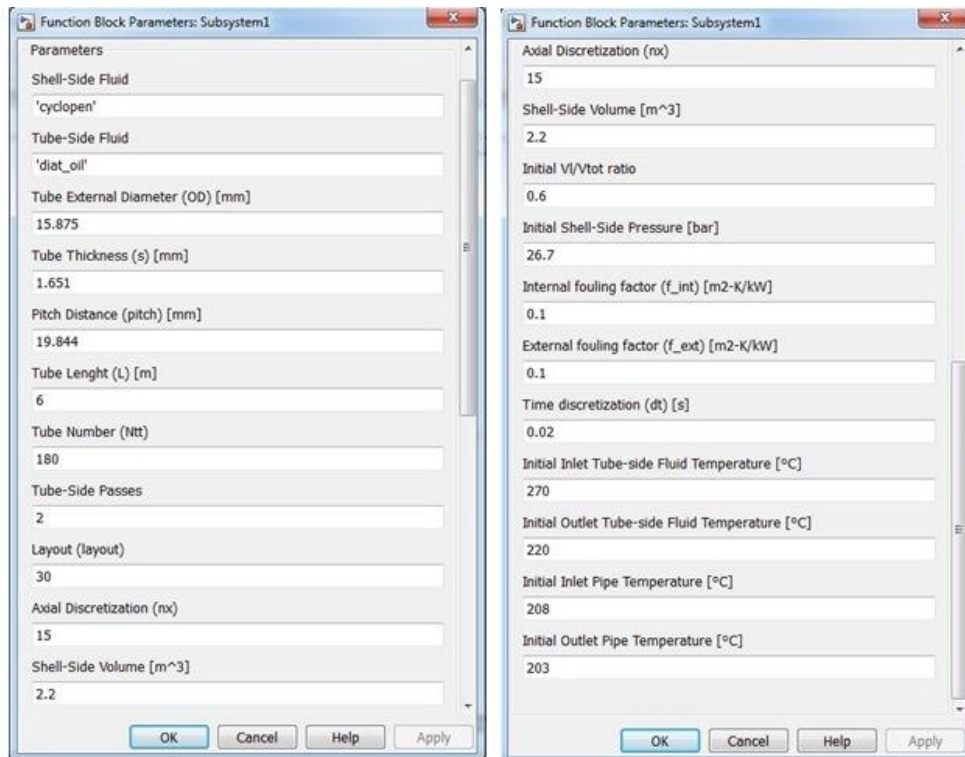 Function Block Parameters: Subsystem1
Parameters
Shell-Side Fluid
'cyclopen'
Tube-Side Fluid
'diat_oil'
Tube External Diameter (OD) [mm]
15.875
Tube Thickness (s) [mm]
1.651
Pitch Distance (pitch) [mm]
19.844
Tube Lenght (L) [m]
6
Tube Number (Ntt)
180
Tube-Side Passes
2
Layout (layout)
30
Axial Discretization (nx)
15
Shell-Side Volume [m^3]
2.2
OK Cancel Help Apply
Function Block Parameters: Subsystem1
Axial Discretization (nx)
15
Shell-Side Volume [m^3]
2.2
Initial Vl/Vtot ratio
0.6
Initial Shell-Side Pressure [bar]
26.7
Internal fouling factor (f_int) [m2-K/kW]
0.1
External fouling factor (f_ext) [m2-K/kW]
0.1
Time discretization (dt) [s]
0.02
Initial Inlet Tube-side Fluid Temperature [ºC]
270
Initial Outlet Tube-side Fluid Temperature [ºC]
220
Initial Inlet Pipe Temperature [ºC]
208
Initial Outlet Pipe Temperature [ºC]
203
OK Cancel Help Apply